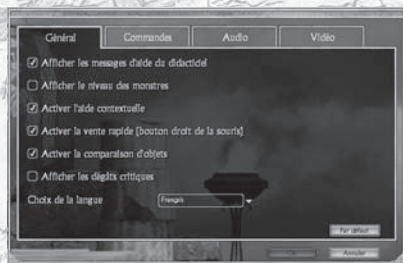 Général
Commandes
Audio
Vidéo
Afficher les messages d'aide du didacticiel
Afficher le niveau des monstres
Activer l'aide contextuelle
Activer la vente rapide (bouton droit de la souris)
Activer la comparaison d'objets
Afficher les dégâts critiques
Choix de la langue
Français
Par défaut
Ok
Annuler